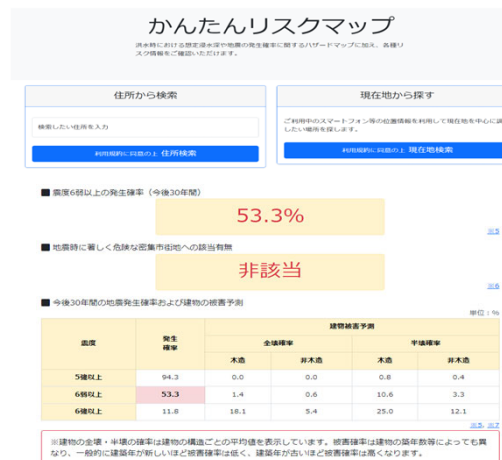 かんたんリスクマップ
洪水時における想定浸水深や地震の発生確率に関するハザードマップに加え、各種リ
スク情報をご確認いただけます。
住所から検索
検索したい住所を入力
利用規約に同意の上 住所検索
現在地から探す
ご利用中のスマートフォン等の位置情報を利用して現在地を中心に調
したい場所を探します。
利用規約に同意の上 現在地検索
■ 震度6弱以上の発生確率（今後30年間）
53.3%
※5
■ 地震時に著しく危険な密集市街地への該当有無
非該当
※6
■ 今後30年間の地震発生確率および建物の被害予測
単位：%
震度 発生確率 建物被害予測
全壊確率 半壊確率
木造 非木造 木造 非木造
5強以上 94.3 0.0 0.0 0.8 0.4
6弱以上 53.3 1.4 0.6 10.6 3.3
6強以上 11.8 18.1 5.4 25.0 12.1
※5, ※7
※建物の全壊・半壊の確率は建物の構造ごとの平均値を表示しています。被害確率は建物の築年数等によっても異
なり、一般的に建築年が新しいほど被害確率は低く、建築年が古いほど被害確率は高くなります。